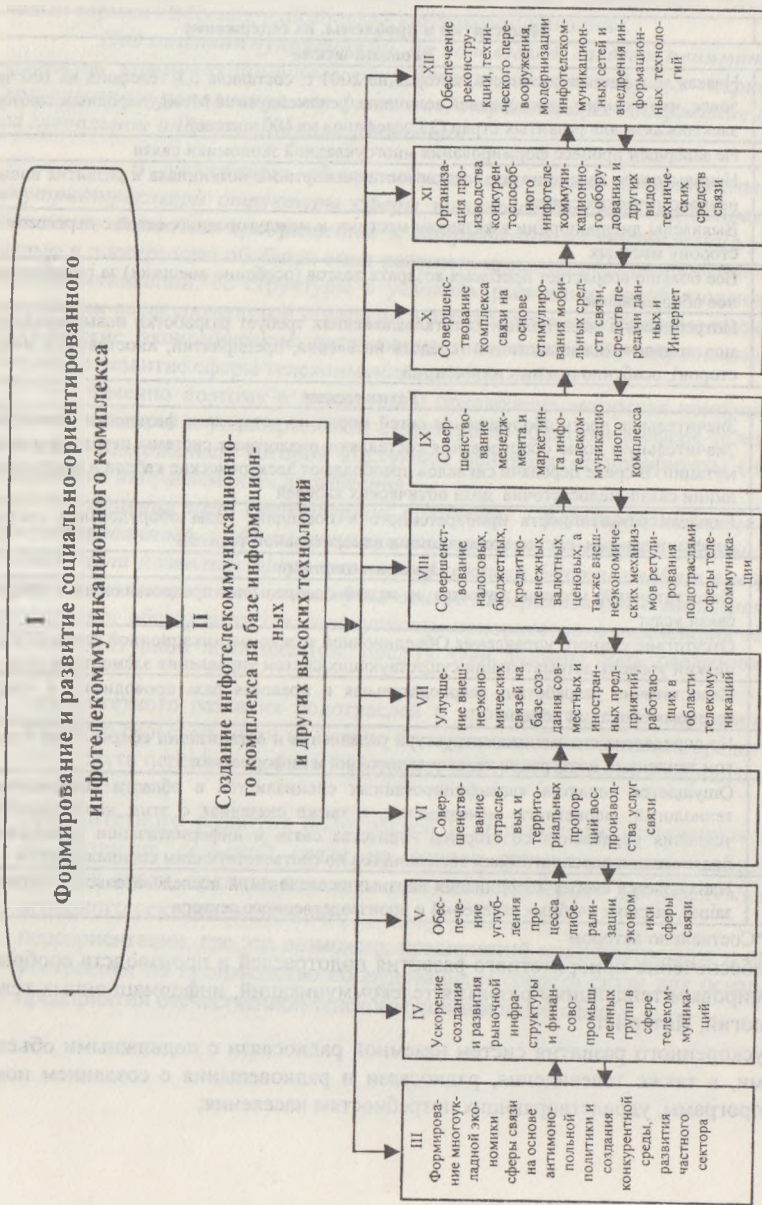 I
Формирование и развитие социально-ориентированного
инфотелекоммуникационного комплекса
II
Создание инфотелекоммуникационно-
го комплекса на базе информацион-
ных
и других высоких технологий
III
Формирова-
ние многоук-
ладной эко-
номики
сферы связи
на основе
антимоно-
польной
политики и
создания
конкурентной
среды,
развития
частного
сектора
IV
Ускорение
создания
и развития
рыночной
инфра-
структуры
и финан-
сово-
промыш-
ленных
групп в
сфере
телеком-
муника-
ций
V
Обес-
пече-
ние
углуб-
ления
про-
цесса
либе-
рали-
зации
эконом
ики
сферы
связи
VI
Совер-
шенство-
вание
отрасле-
вых и
террито-
риальных
пропор-
ций вос-
произвол-
ства услуг
связи
VII
Улучше-
ние внеш-
неэконо-
мических
связей на
базе соз-
дания сов-
местных и
иностран-
ных пред-
приятий,
работаю-
щих в
области
телекому-
никаций
VIII
Совершенст
вование
налоговых,
бюджетных,
кредитно-
денежных,
валютных,
ценовых, а
также внеш-
неэкономиче-
ских механиз-
мов регули-
рования
подотраслями
сферы теле-
коммуника-
ции
IX
Совер-
шенство-
вание
менедж-
мента и
маркетин-
га инфо-
телеком-
муникацио
нного
комплекса
X
Совершенс-
твование
комплекса
связи на
основе
стимулиро-
вания моби-
льных сред-
ств связи,
средств пе-
редачи дан-
ных и
Интернет
XI
Организа-
ция про-
изводства
конкурен-
тоспособ-
ного
инфотеле-
коммуни-
кационно-
го обору-
дования и
других
видов
техниче-
ских
средств
связи
XII
Обеспечение
реконстру-
кции, техни-
ческого пере-
вооружения,
модернизации
инфотелеком-
муникацион-
ных сетей и
внедрения ин-
формацион-
ных техноло-
гий